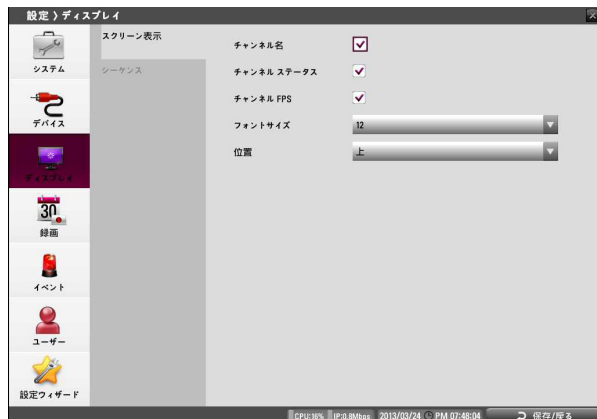 設定 〉ディスプレイ
システム
デバイス
ディスプレイ
30
録画
イベント
ユーザー
設定ウィザード
スクリーン表示
シーケンス
チャンネル名
チャンネル ステータス
チャンネル FPS
フォントサイズ 12
位置 上
CPU:16% IP:0.8Mbps 2013/03/24 PM 07:48:04 保存/戻る